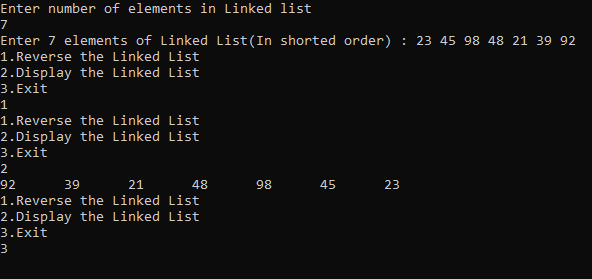 Enter number of elements in Linked list
7
Enter 7 elements of Linked List(In shorted order) : 23 45 98 48 21 39 92
1.Reverse the Linked List
2.Display the Linked List
3.Exit
1
1.Reverse the Linked List
2.Display the Linked List
3.Exit
2
92 39 21 48 98 45 23
1.Reverse the Linked List
2.Display the Linked List
3.Exit
3